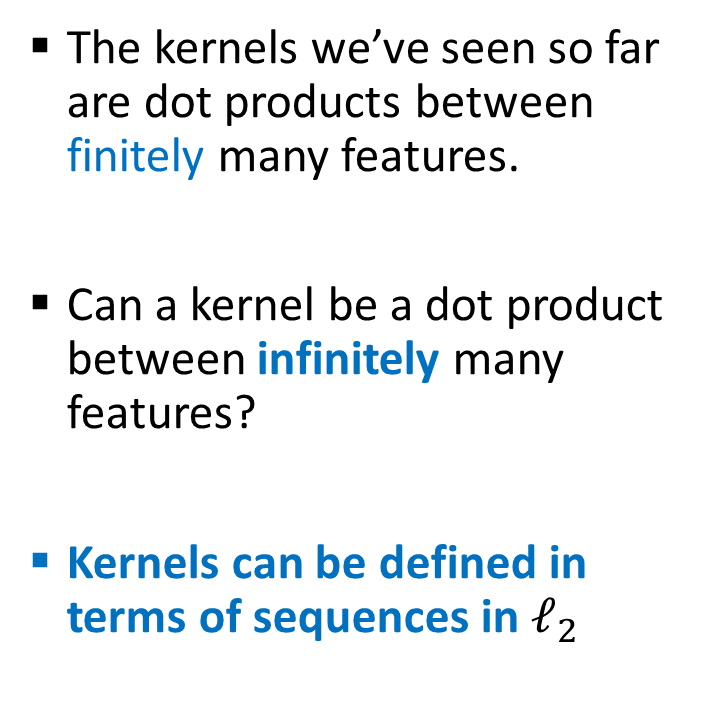 ▪ The kernels we’ve seen so far
are dot products between
finitely many features.
▪ Can a kernel be a dot product
between infinitely many
features?
▪ Kernels can be defined in
terms of sequences in ℓ₂